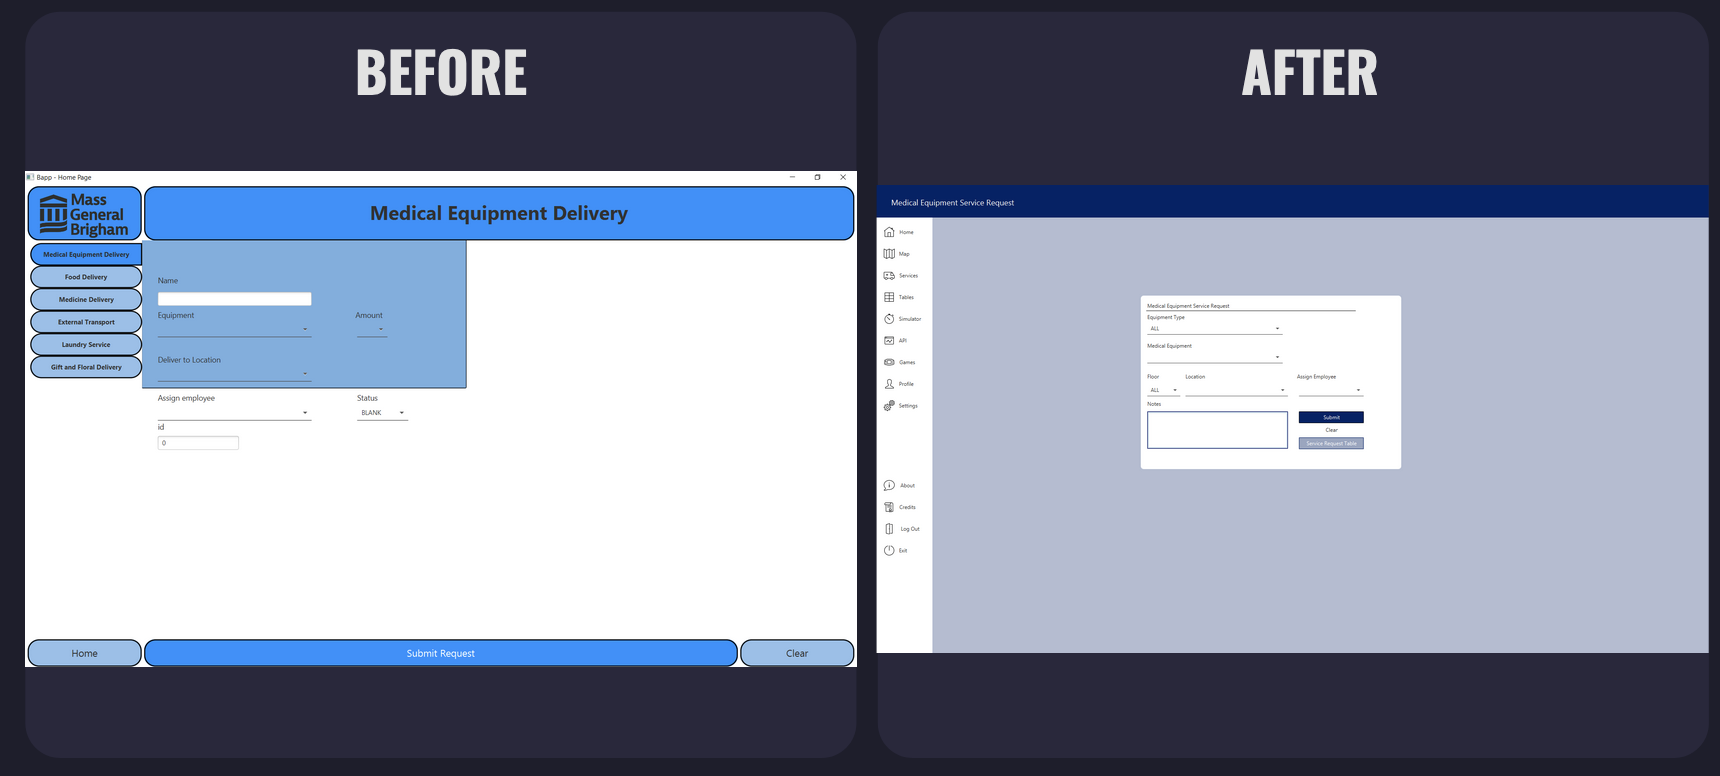 BEFORE
Bapp - Home Page
Mass
General
Brigham
Medical Equipment Delivery
Medical Equipment Delivery
Food Delivery
Medicine Delivery
External Transport
Laundry Service
Gift and Floral Delivery
Name
Equipment
Amount
Deliver to Location
Assign employee
Status
BLANK
id
0
Home
Submit Request
Clear
AFTER
Medical Equipment Service Request
Home
Map
Services
Tables
Simulator
API
Games
Profile
Settings
About
Credits
Log Out
Exit
Medical Equipment Service Request
Equipment Type
ALL
Medical Equipment
Floor
Location
Assign Employee
ALL
Notes
Submit
Clear
Service Request Table